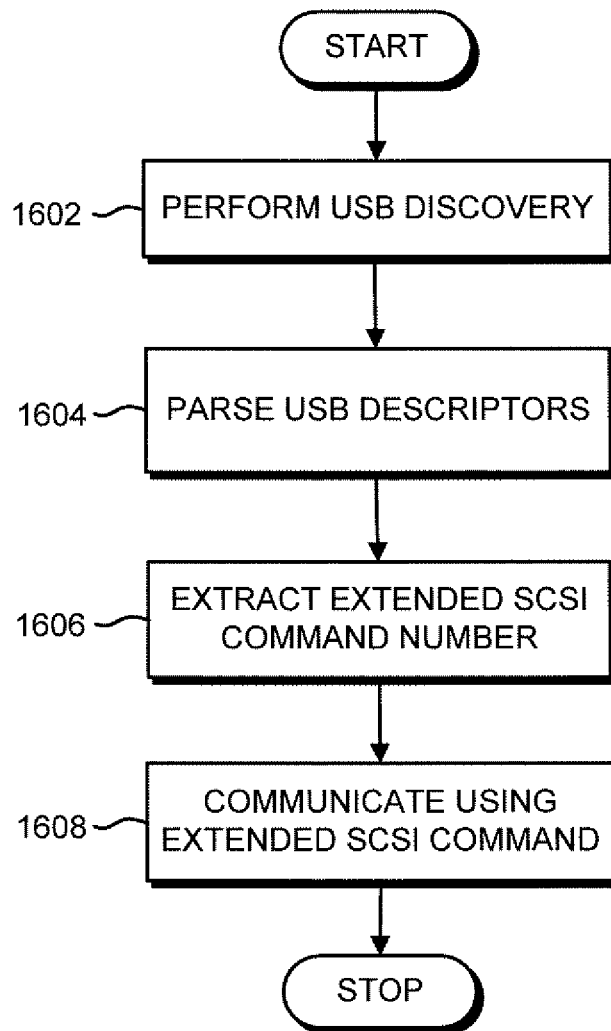 START
1602
PERFORM USB DISCOVERY
1604
PARSE USB DESCRIPTORS
1606
EXTRACT EXTENDED SCSI
COMMAND NUMBER
1608
COMMUNICATE USING
EXTENDED SCSI COMMAND
STOP